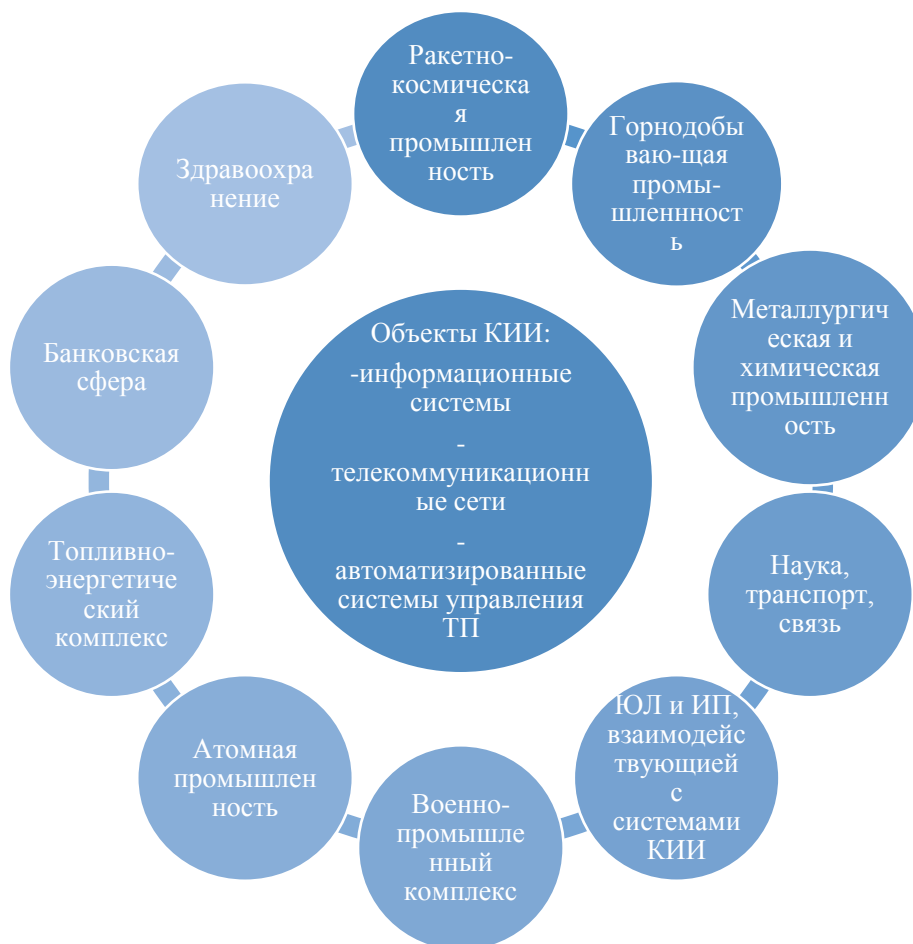 Ракетно-
космическа
я
промышлен
ность
Горнодобы
ваю-щая
промы-
шленнност
ь
Металлургич
еская и
химическая
промышленн
ость
Наука,
транспорт,
связь
ЮЛ и ИП,
взаимодейс
твующией
с
системами
КИИ
Военно-
промышле
нный
комплекс
Атомная
промышлен
ность
Топливно-
энергетиче
ский
комплекс
Банковская
сфера
Здравоохра
нение
Объекты КИИ:
-информационные
системы
-
телекоммуникационн
ые сети
-
автоматизированные
системы управления
ТП